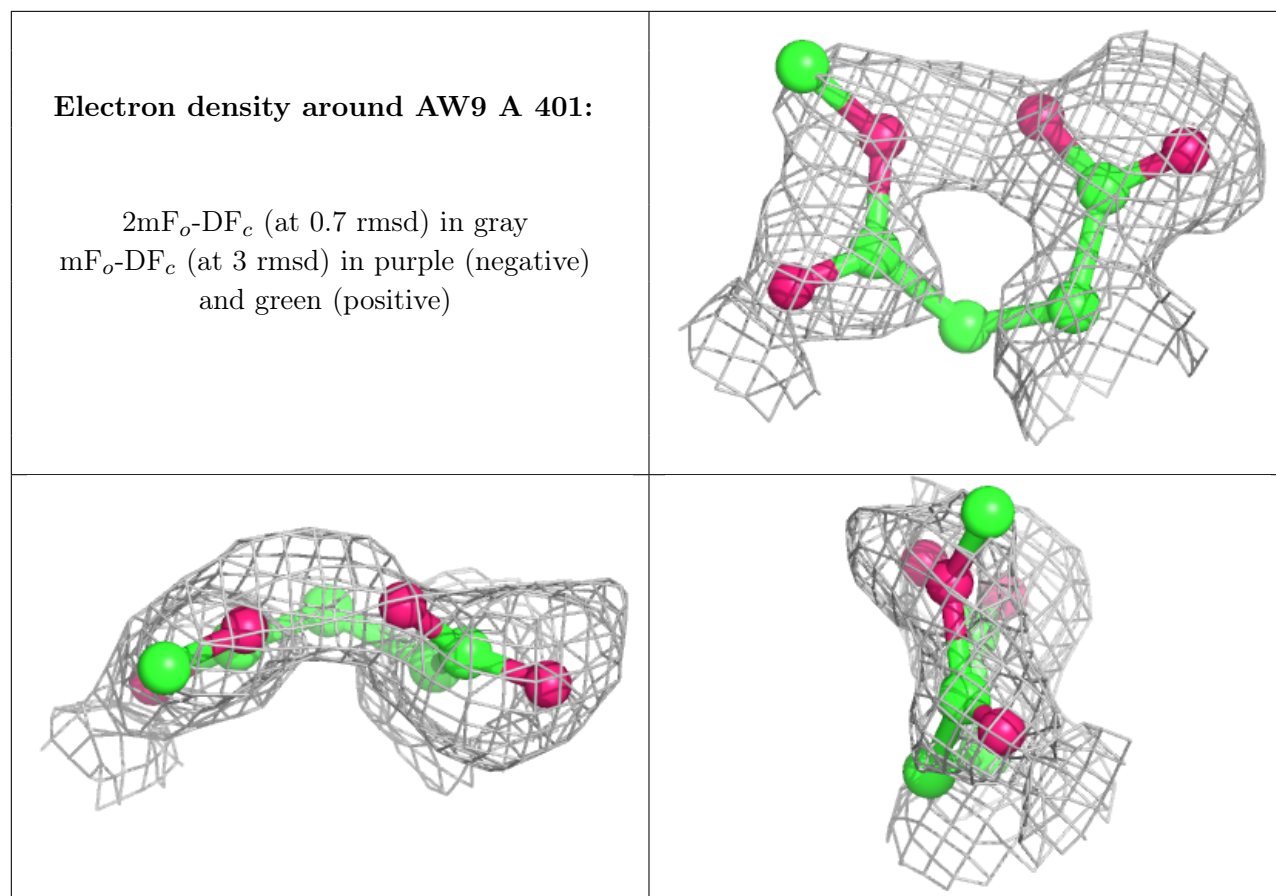 Electron density around AW9 A 401:
2mFo-DFc (at 0.7 rmsd) in gray
mFo-DFc (at 3 rmsd) in purple (negative)
and green (positive)